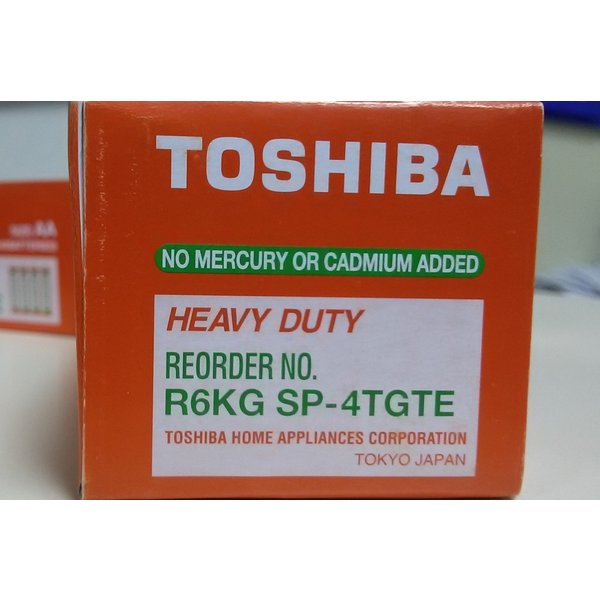 TOSHIBA
NO MERCURY OR CADMIUM ADDED
HEAVY DUTY
REORDER NO.
R6KG SP-4TGTE
TOSHIBA HOME APPLIANCES CORPORATION
TOKYO JAPAN
AA